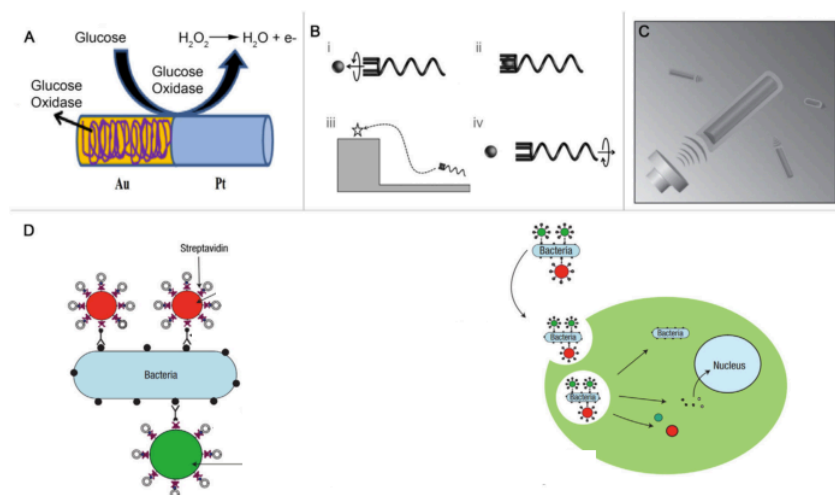 A
Glucose
H₂O₂ → H₂O + e-
Glucose
Oxidase
Glucose
Oxidase
Au
Pt
B
i
ii
iii
iv
C
D
Streptavidin
Bacteria
Bacteria
Bacteria
Bacteria
Bacteria
Nucleus